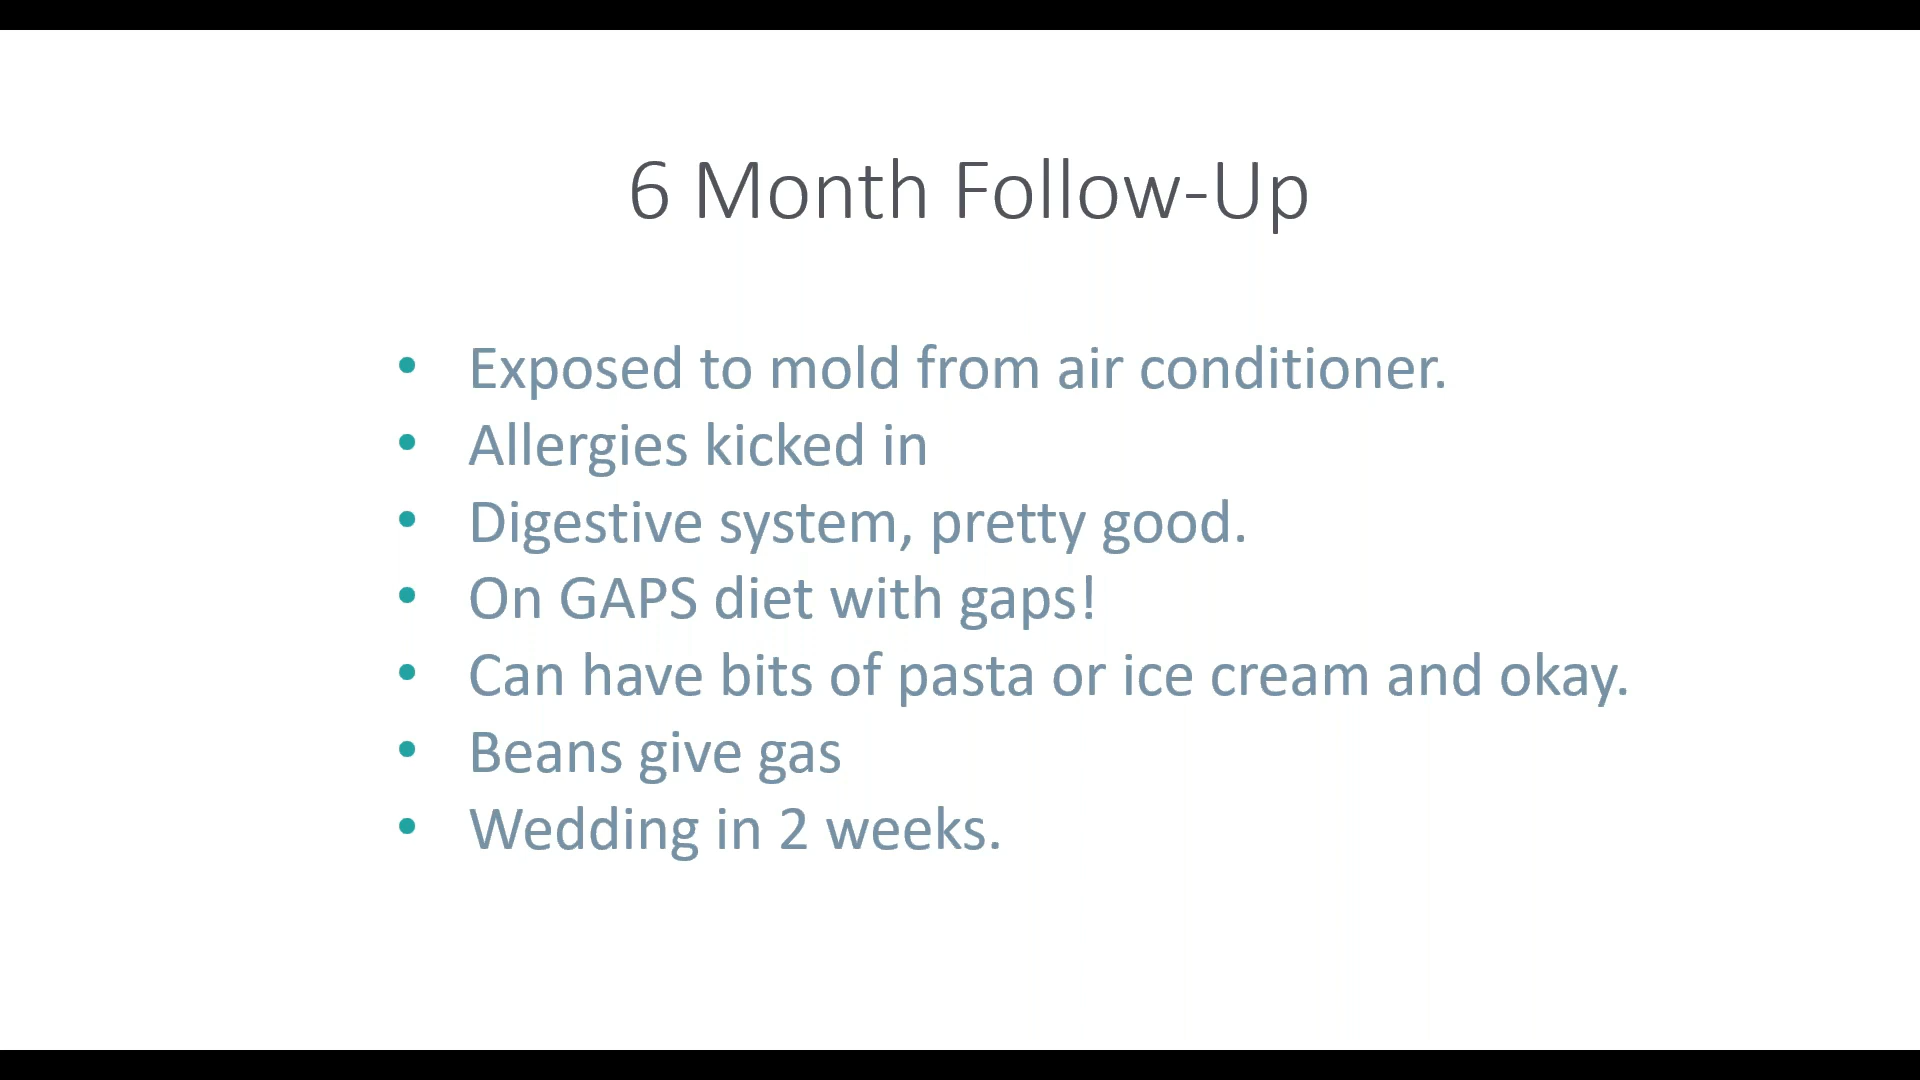 6 Month Follow-Up
• Exposed to mold from air conditioner.
• Allergies kicked in
• Digestive system, pretty good.
• On GAPS diet with gaps!
• Can have bits of pasta or ice cream and okay.
• Beans give gas
• Wedding in 2 weeks.